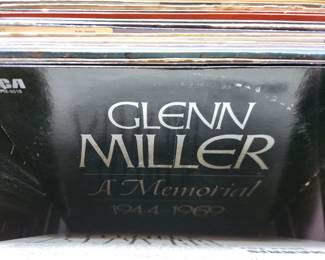 RCA
GLENN
MILLER
A Memorial
1944-1969